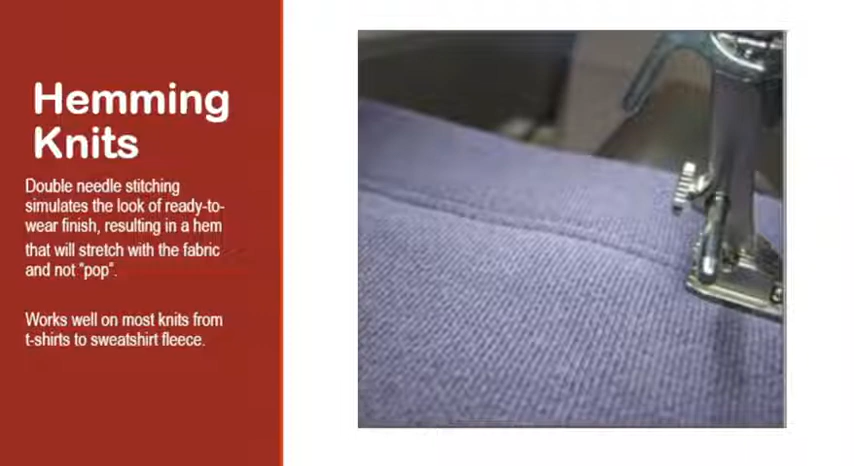 Hemming
Knits
Double needle stitching
simulates the look of ready-to-
wear finish, resulting in a hem
that will stretch with the fabric
and not "pop".
Works well on most knits from
t-shirts to sweatshirt fleece.